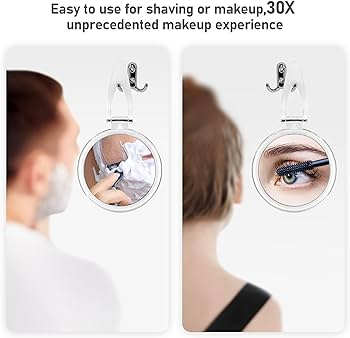 Easy to use for shaving or makeup,30X
unprecedented makeup experience